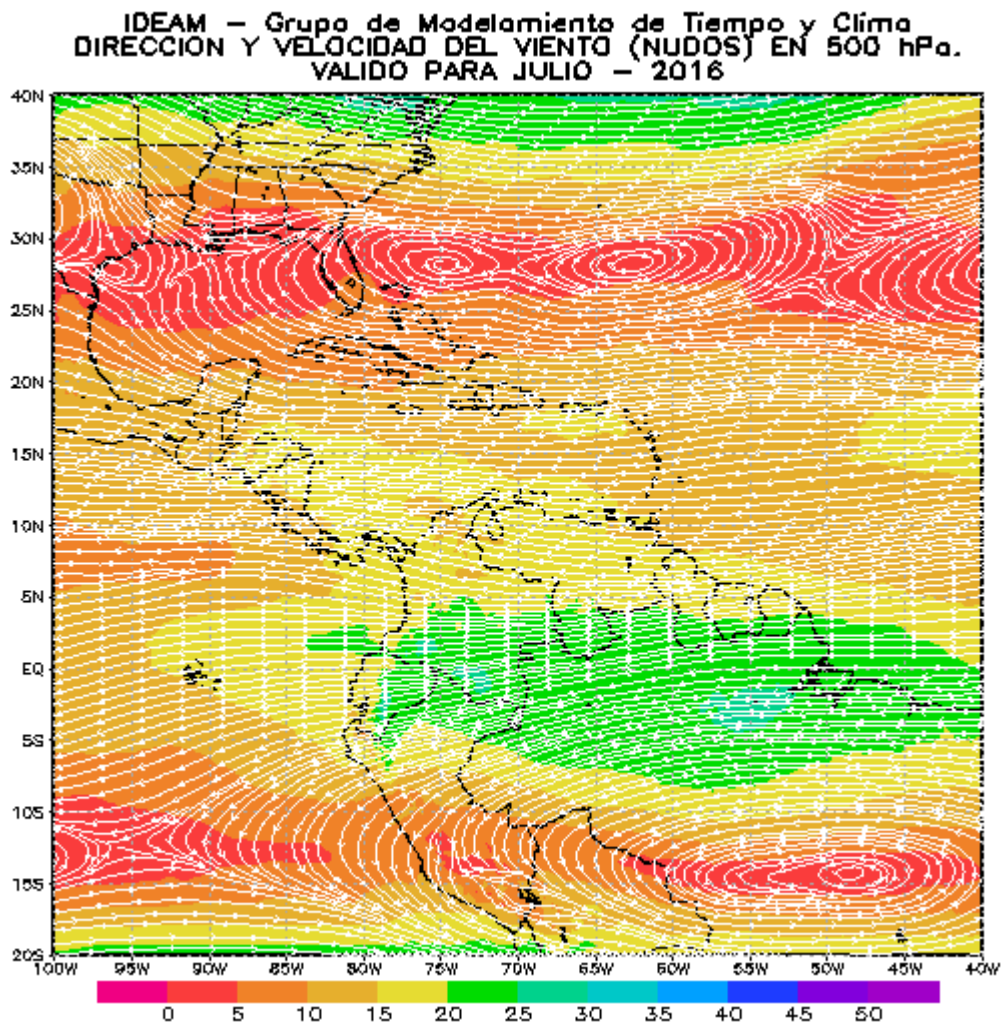 IDEAM – Grupo de Modelamiento de Tiempo y Clima
DIRECCION Y VELOCIDAD DEL VIENTO (NUDOS) EN 500 hPa.
VALIDO PARA JULIO – 2016
40N
35N
30N
25N
20N
15N
10N
5N
EQ
5S
10S
15S
20S
100W 95W 90W 85W 80W 75W 70W 65W 60W 55W 50W 45W 40W
0 5 10 15 20 25 30 35 40 45 50